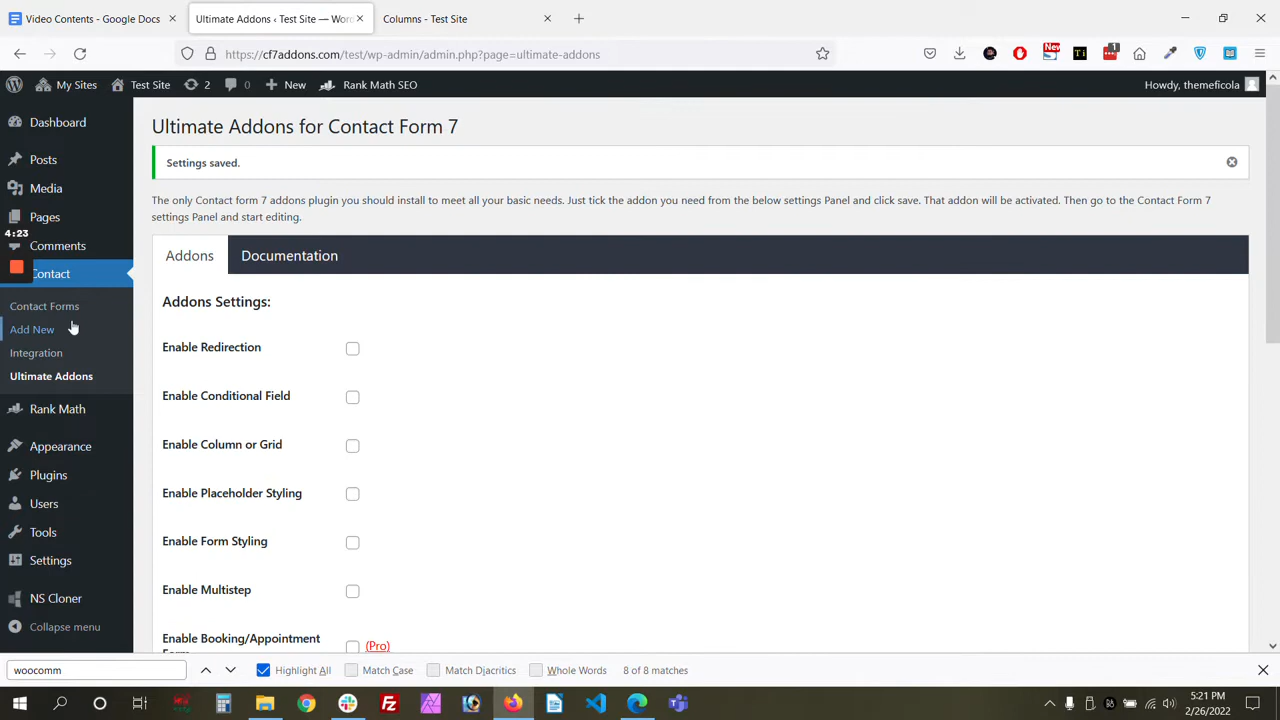 Video Contents - Google Docs
Ultimate Addons ‹ Test Site — Wor
Columns - Test Site
https://cf7addons.com/test/wp-admin/admin.php?page=ultimate-addons
New
Ti
1
My Sites
Test Site
2
0
New
Rank Math SEO
Howdy, themeficola
Dashboard
Posts
Media
Pages
4:23
Comments
Contact
Contact Forms
Add New
Integration
Ultimate Addons
Rank Math
Appearance
Plugins
Users
Tools
Settings
NS Cloner
Collapse menu
Ultimate Addons for Contact Form 7
Settings saved.
The only Contact form 7 addons plugin you should install to meet all your basic needs. Just tick the addon you need from the below settings Panel and click save. That addon will be activated. Then go to the Contact Form 7
settings Panel and start editing.
Addons
Documentation
Addons Settings:
Enable Redirection
Enable Conditional Field
Enable Column or Grid
Enable Placeholder Styling
Enable Form Styling
Enable Multistep
Enable Booking/Appointment
(Pro)
woocomm
Highlight All
Match Case
Match Diacritics
Whole Words
8 of 8 matches
5:21 PM
2/26/2022